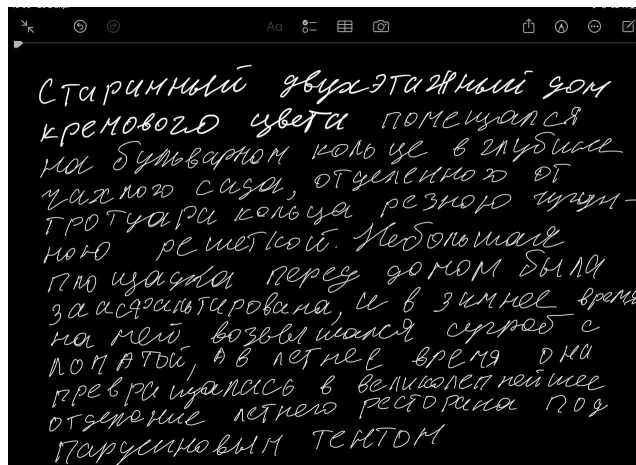 Aa
Старинный двухэтажный дом
кремового цвета помещался
на бульварном кольце в глубине
чахлого сада, отделенного от
тротуара кольца резною чугун-
ною решеткой. Небольшая
площадка перед домом была
заасфальтирована, и в зимнее время
на ней возвышался сугроб с
лопатой, а в летнее время она
превращалась в великолепнейшее
отделение летнего ресторана под
парусиновым тентом